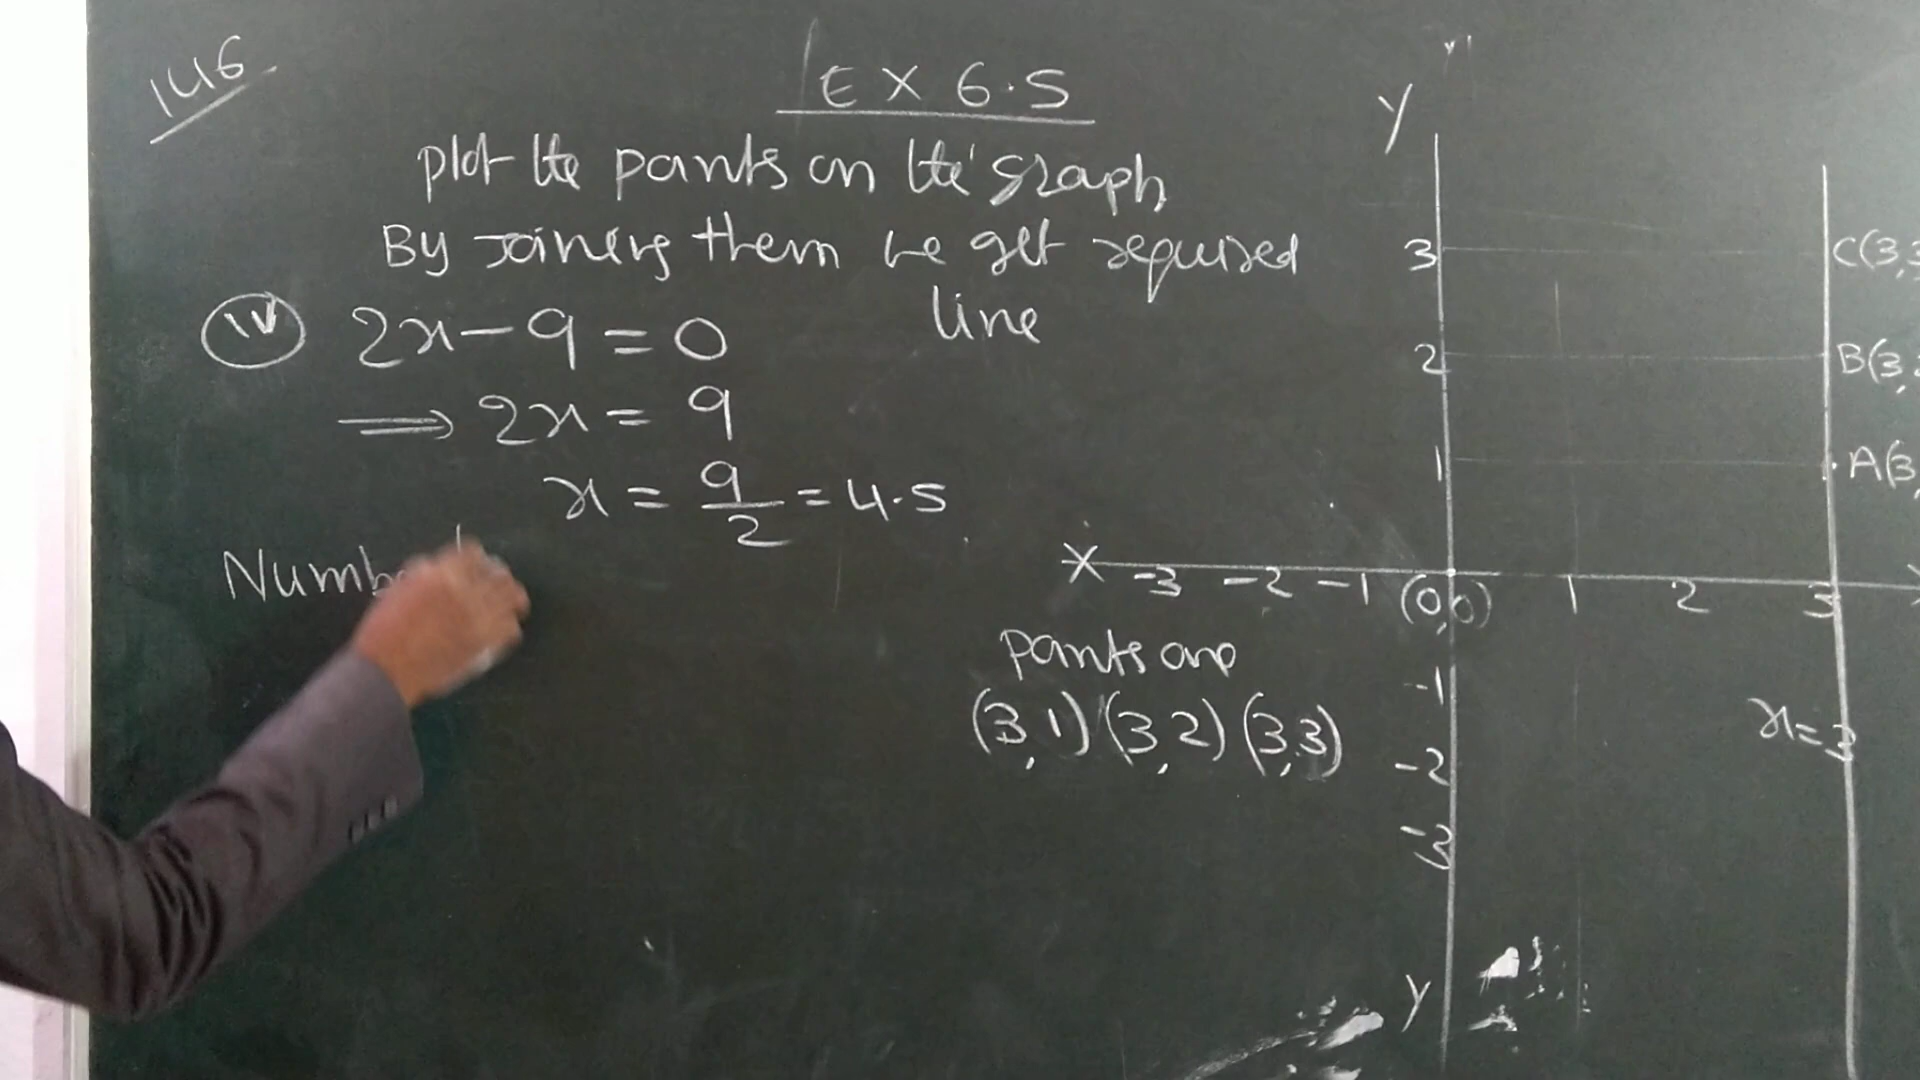 146
EX 6.5
plot the points on the graph
By Joining them we get required
line
(iv) 2x - 9 = 0
⟹ 2x = 9
x = 9/2 = 4.5
Y
3 C(3,3
2 B(3,
1 A(3,
X -3 -2 -1 (0,0) 1 2 3
points are
(3,1) (3,2) (3,3)
-1
-2
-3
x=3
Y